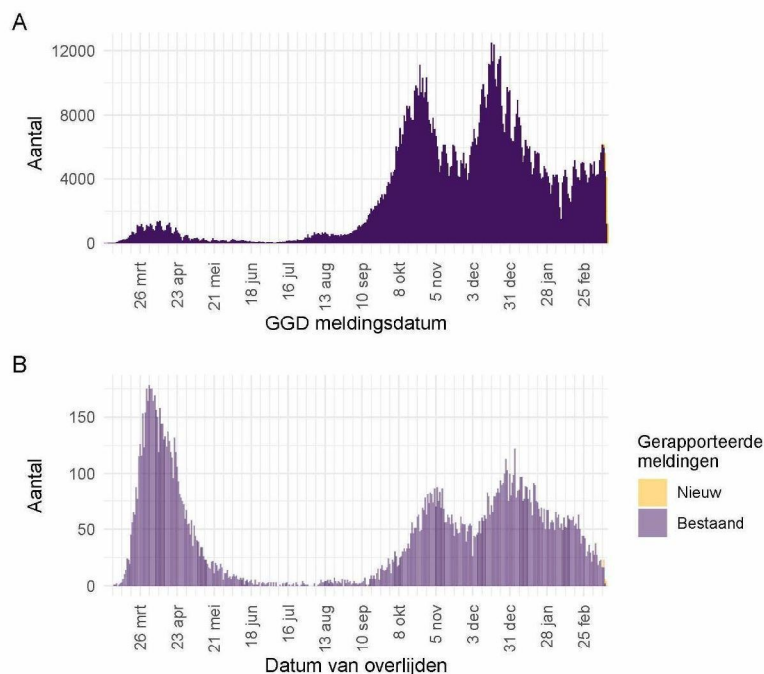 A
12000
8000
4000
0
Aantal
26 mrt
23 apr
21 mei
18 jun
16 jul
13 aug
10 sep
8 okt
5 nov
3 dec
31 dec
28 jan
25 feb
GGD meldingsdatum
B
150
100
50
0
Aantal
26 mrt
23 apr
21 mei
18 jun
16 jul
13 aug
10 sep
8 okt
5 nov
3 dec
31 dec
28 jan
25 feb
Datum van overlijden
Gerapporteerde
meldingen
Nieuw
Bestaand